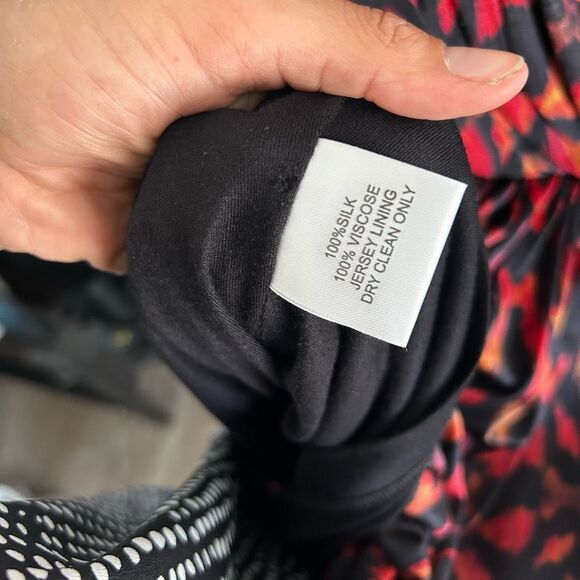 100%SILK
100% VISCOSE
JERSEY LINING
DRY CLEAN ONLY